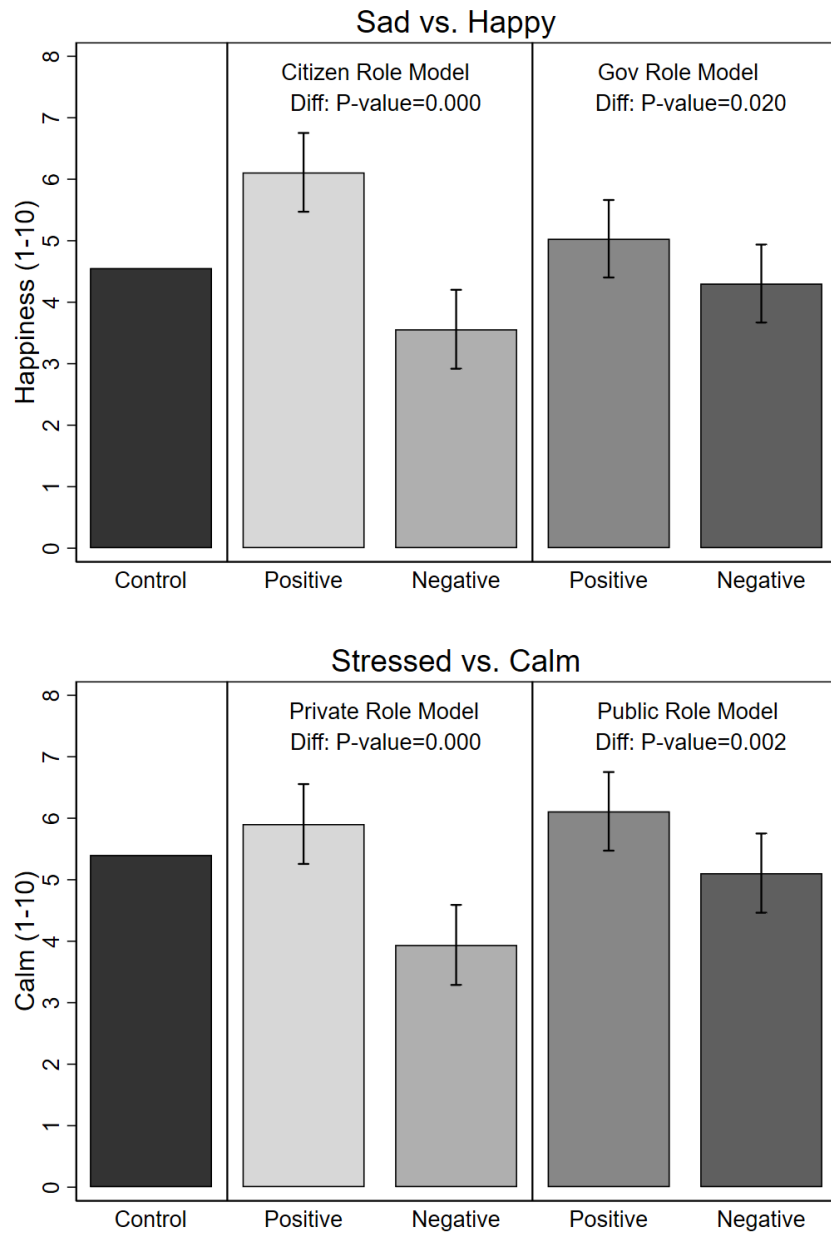 Sad vs. Happy
Citizen Role Model
Gov Role Model
Diff: P-value=0.000
Diff: P-value=0.020
Happiness (1-10)
8
7
6
5
4
3
2
1
0
Control
Positive
Negative
Positive
Negative
Stressed vs. Calm
Private Role Model
Public Role Model
Diff: P-value=0.000
Diff: P-value=0.002
Calm (1-10)
8
7
6
5
4
3
2
1
0
Control
Positive
Negative
Positive
Negative